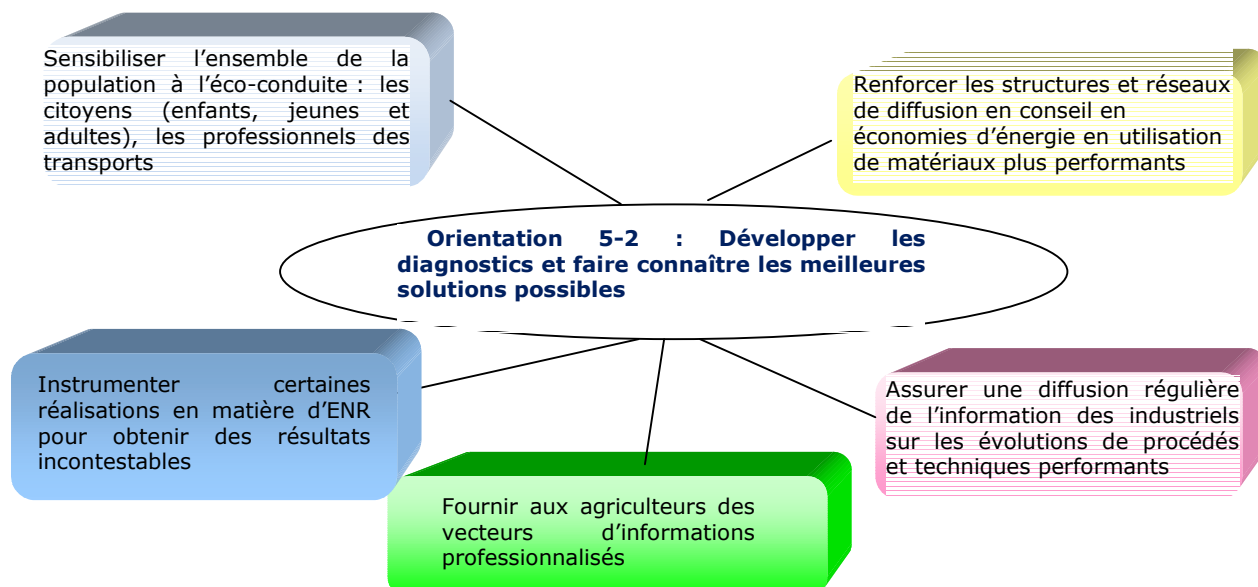 Sensibiliser l’ensemble de la
population à l’éco-conduite : les
citoyens (enfants, jeunes et
adultes), les professionnels des
transports
Renforcer les structures et réseaux
de diffusion en conseil en
économies d’énergie en utilisation
de matériaux plus performants
Orientation 5-2 : Développer les
diagnostics et faire connaître les meilleures
solutions possibles
Instrumenter certaines
réalisations en matière d’ENR
pour obtenir des résultats
incontestables
Assurer une diffusion régulière
de l’information des industriels
sur les évolutions de procédés
et techniques performants
Fournir aux agriculteurs des
vecteurs d’informations
professionnalisés